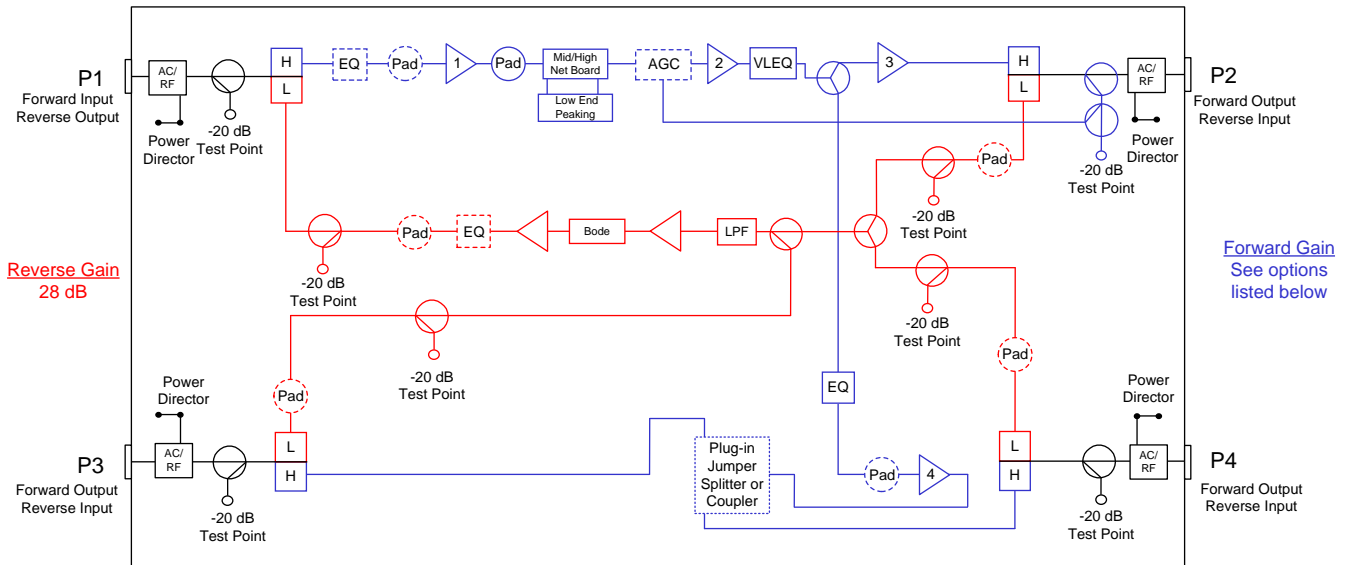 P1
Forward Input
Reverse Output
AC/
RF
Power
Director
-20 dB
Test Point
H
L
EQ
Pad
1
Pad
Mid/High
Net Board
Low End
Peaking
AGC
2
VLEQ
3
H
L
-20 dB
Test Point
AC/
RF
Power
Director
P2
Forward Output
Reverse Input
Pad
-20 dB
Test Point
-20 dB
Test Point
Pad
EQ
Bode
LPF
-20 dB
Test Point
Pad
Reverse Gain
28 dB
Forward Gain
See options
listed below
-20 dB
Test Point
Pad
EQ
Power
Director
P3
Forward Output
Reverse Input
AC/
RF
-20 dB
Test Point
L
H
Plug-in
Jumper
Splitter or
Coupler
Pad
4
L
H
-20 dB
Test Point
Power
Director
AC/
RF
P4
Forward Output
Reverse Input